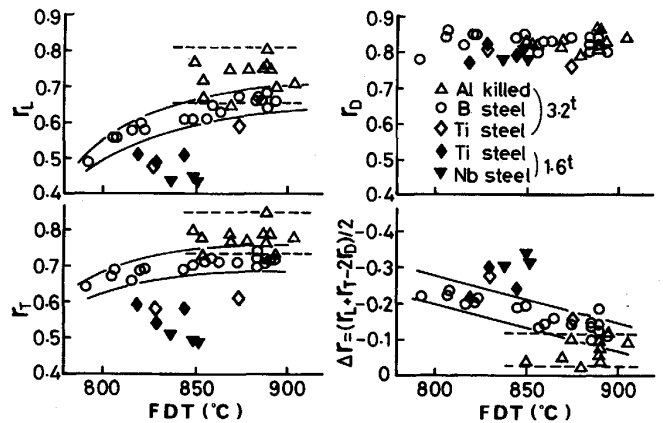 0.9
0.8
0.7
0.6
0.5
0.4
r_L
0.8
0.7
0.6
0.5
0.4
r_T
800 850 900
FDT (°C)
0.9
0.8
0.7
0.6
0.5
0.4
r_D
Al killed
B steel
Ti steel
3·2^t
Ti steel
Nb steel
1.6^t
-0.4
-0.3
-0.2
-0.1
0
Δr=(r_L+r_T-2r_D)/2
800 850 900
FDT (°C)